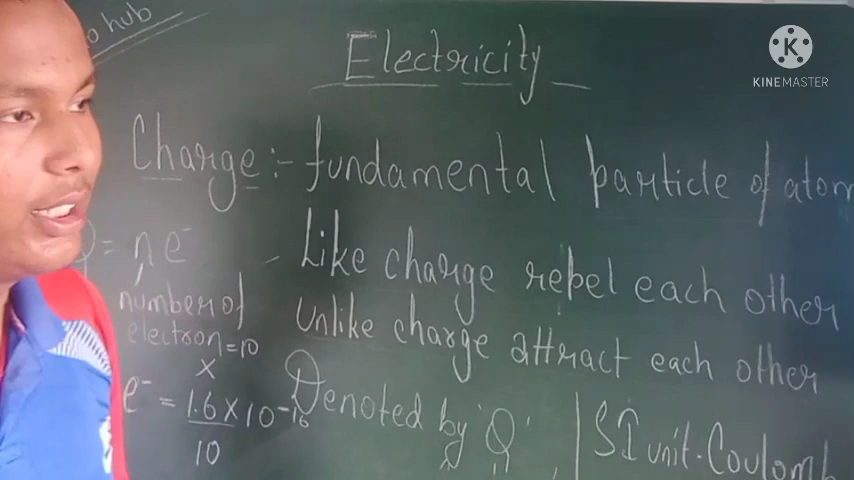 o hub
KINEMASTER
Electricity
Charge :- fundamental particle of atom
Q = ne⁻
- Like charge repel each other
number of
electron = 10
unlike charge attract each other
×
e⁻ = 1.6 × 10⁻¹⁶
10
Denoted by 'Q' | SI unit - Coulomb